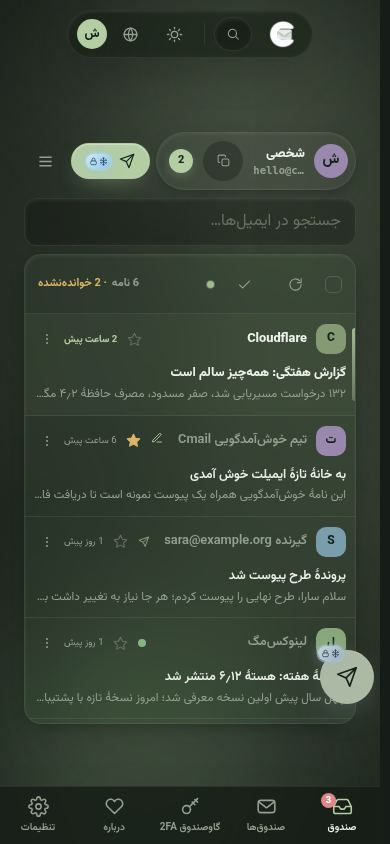 ش
شخصی
hello@c…
ش
2
جستجو در ایمیل‌ها…
6 نامه · 2 خوانده‌نشده
C
Cloudflare
2 ساعت پیش
گزارش هفتگی: همه‌چیز سالم است
۱۳۲ درخواست مسیریابی شد، صفر مسدود، مصرف حافظهٔ ۴٫۲ مگ…
ت
تیم خوش‌آمدگویی Cmail
6 ساعت پیش
به خانهٔ تازهٔ ایمیلت خوش آمدی
این نامهٔ خوش‌آمدگویی همراه یک پیوست نمونه است تا دریافت فا…
S
گیرنده sara@example.org
1 روز پیش
پروندهٔ طرح پیوست شد
سلام سارا، طرح نهایی را پیوست کردم؛ هر جا نیاز به تغییر داشت ب…
لینوکس‌مگ
1 روز پیش
هفته: هستهٔ ۶٫۱۲ منتشر شد
سال پیش اولین نسخه معرفی شد؛ امروز نسخهٔ تازه با پشتیبا…
3
صندوق
صندوق‌ها
گاوصندوق 2FA
درباره
تنظیمات